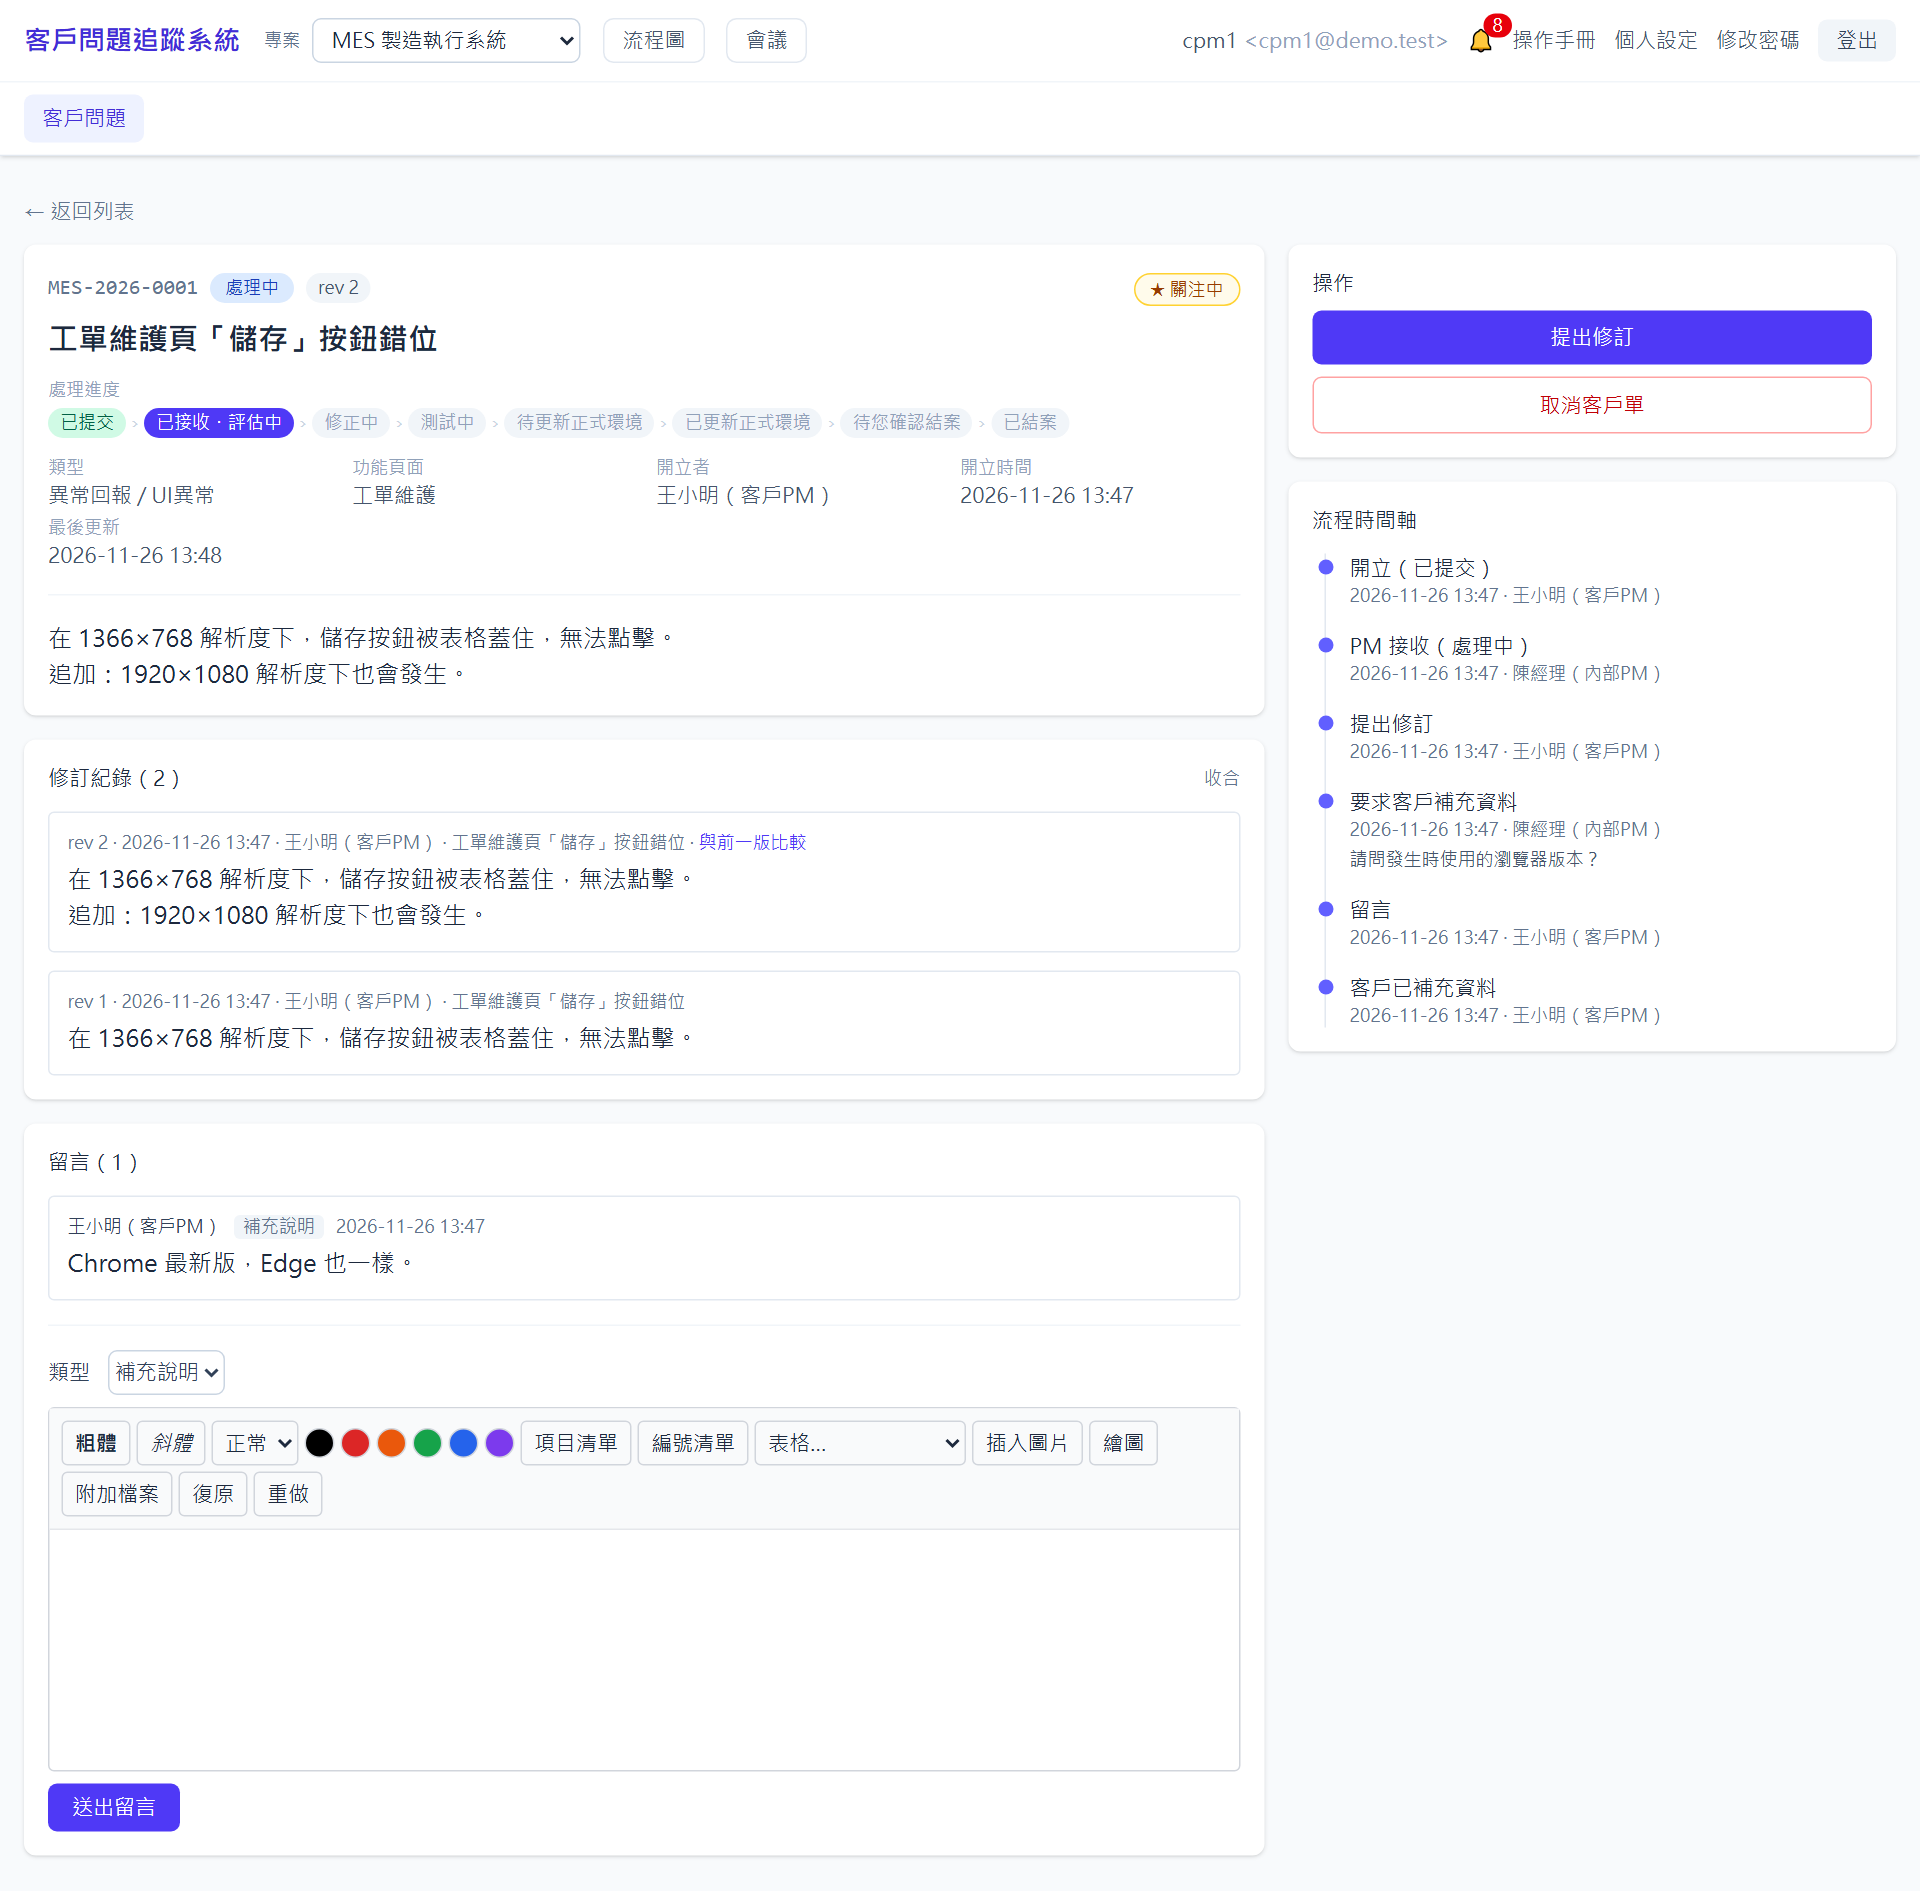 客戶問題追蹤系統 專案 MES 製造執行系統 流程圖 會議 cpm1 <cpm1@demo.test> 8 操作手冊 個人設定 修改密碼 登出
客戶問題
← 返回列表
MES-2026-0001 處理中 rev 2 ★ 關注中
工單維護頁「儲存」按鈕錯位
處理進度
已提交 › 已接收・評估中 › 修正中 › 測試中 › 待更新正式環境 › 已更新正式環境 › 待您確認結案 › 已結案
類型 功能頁面 開立者 開立時間
異常回報 / UI異常 工單維護 王小明（客戶PM） 2026-11-26 13:47
最後更新
2026-11-26 13:48
在 1366×768 解析度下，儲存按鈕被表格蓋住，無法點擊。
追加：1920×1080 解析度下也會發生。
修訂紀錄（2） 收合
rev 2 · 2026-11-26 13:47 · 王小明（客戶PM） · 工單維護頁「儲存」按鈕錯位 · 與前一版比較
在 1366×768 解析度下，儲存按鈕被表格蓋住，無法點擊。
追加：1920×1080 解析度下也會發生。
rev 1 · 2026-11-26 13:47 · 王小明（客戶PM） · 工單維護頁「儲存」按鈕錯位
在 1366×768 解析度下，儲存按鈕被表格蓋住，無法點擊。
留言（1）
王小明（客戶PM） 補充說明 2026-11-26 13:47
Chrome 最新版，Edge 也一樣。
類型 補充說明
粗體 斜體 正常 項目清單 編號清單 表格... 插入圖片 繪圖
附加檔案 復原 重做
送出留言
操作
提出修訂
取消客戶單
流程時間軸
開立（已提交）
2026-11-26 13:47 · 王小明（客戶PM）
PM 接收（處理中）
2026-11-26 13:47 · 陳經理（內部PM）
提出修訂
2026-11-26 13:47 · 王小明（客戶PM）
要求客戶補充資料
2026-11-26 13:47 · 陳經理（內部PM）
請問發生時使用的瀏覽器版本？
留言
2026-11-26 13:47 · 王小明（客戶PM）
客戶已補充資料
2026-11-26 13:47 · 王小明（客戶PM）